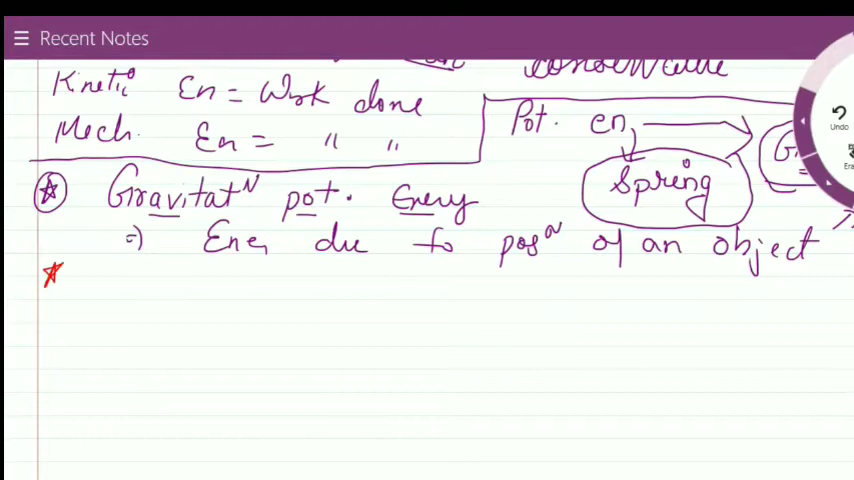 Recent Notes
conservative
Kinetic En = Work done
Mech. En = " "
Pot. en,
Spring
Undo
Gravitatᴺ pot. Energy
=) Ene, due to posⁿ of an object